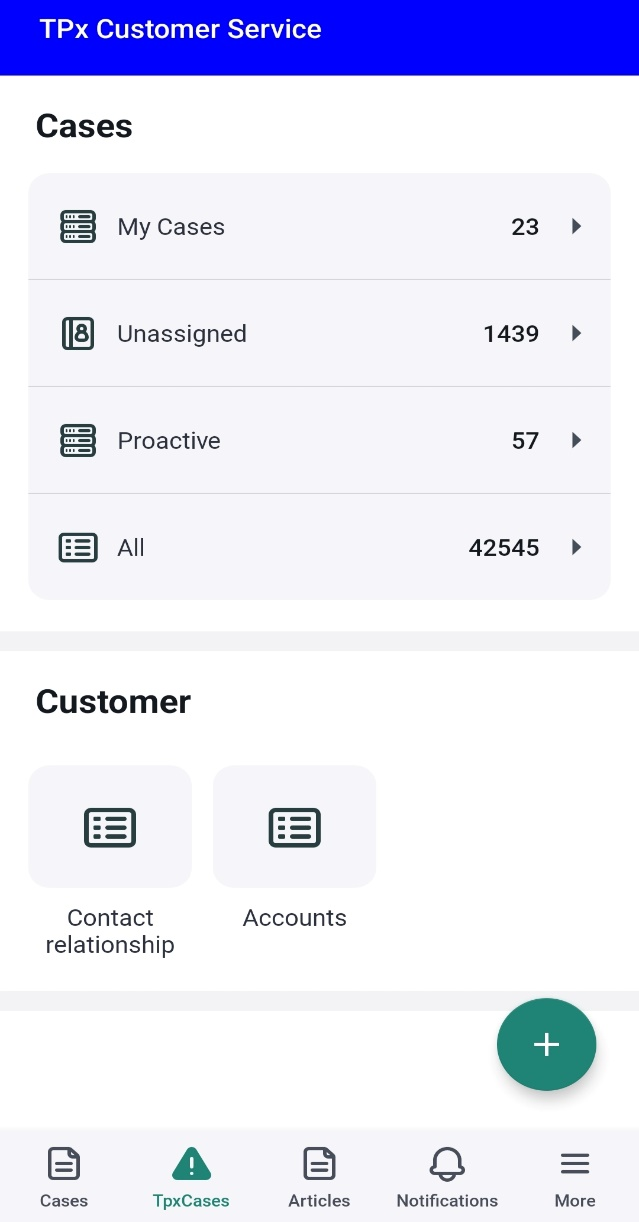 TPx Customer Service
Cases
My Cases 23
Unassigned 1439
Proactive 57
All 42545
Customer
Contact relationship
Accounts
Cases TpxCases Articles Notifications More